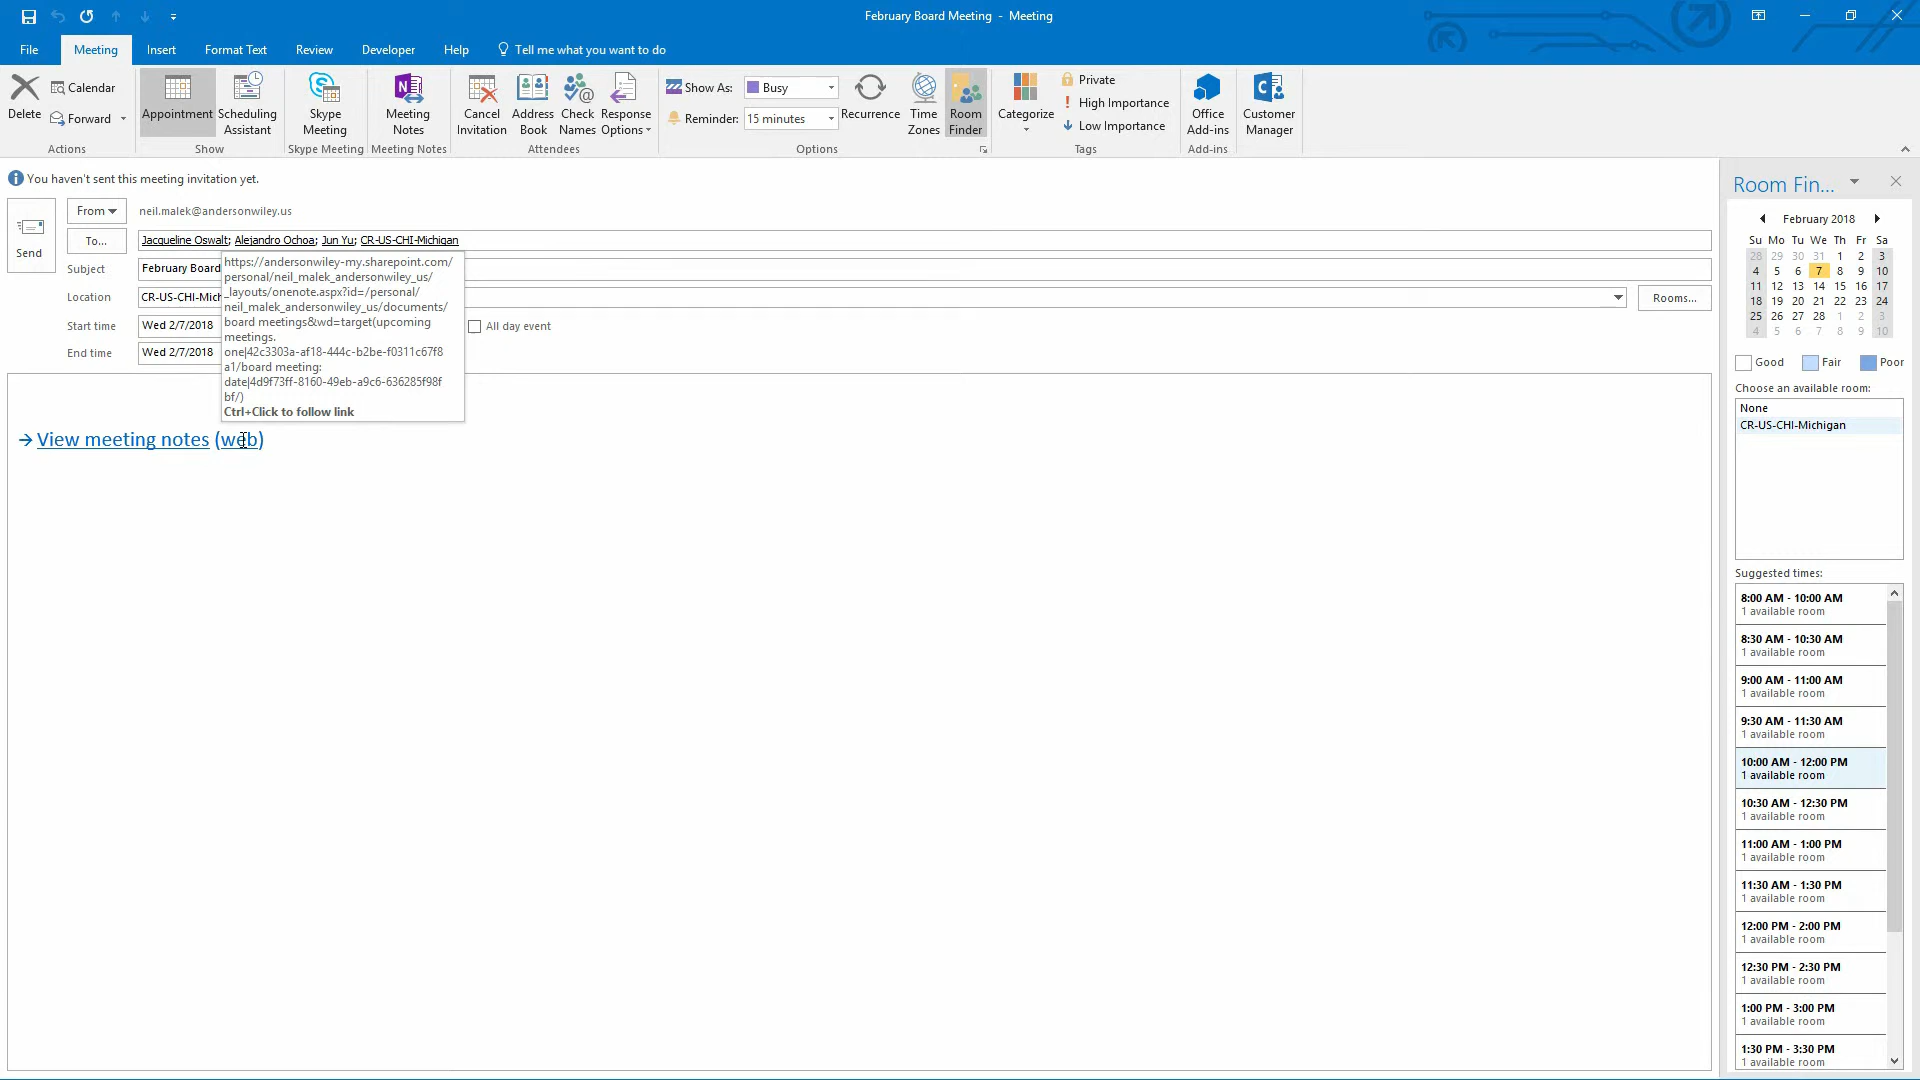 February Board Meeting - Meeting
File Meeting Insert Format Text Review Developer Help Tell me what you want to do
Delete
Calendar
Forward
Actions
Appointment
Scheduling Assistant
Show
Skype Meeting
Skype Meeting
Meeting Notes
Meeting Notes
Cancel Invitation
Address Book
Check Names
Response Options
Attendees
Show As: Busy
Reminder: 15 minutes
Recurrence
Time Zones
Room Finder
Options
Categorize
Private
High Importance
Low Importance
Tags
Office Add-ins
Add-ins
Customer Manager
You haven't sent this meeting invitation yet.
Send
From neil.malek@andersonwiley.us
To... Jacqueline Oswalt; Alejandro Ochoa; Jun Yu; CR-US-CHI-Michigan
Subject February Board
Location CR-US-CHI-Mich Rooms...
Start time Wed 2/7/2018 All day event
End time Wed 2/7/2018
https://andersonwiley-my.sharepoint.com/
personal/neil_malek_andersonwiley_us/
_layouts/onenote.aspx?id=/personal/
neil_malek_andersonwiley_us/documents/
board meetings&wd=target(upcoming
meetings.
one|42c3303a-af18-444c-b2be-f0311c67f8
a1/board meeting:
date|4d9f73ff-8160-49eb-a9c6-636285f98f
bf/)
Ctrl+Click to follow link
→ View meeting notes (web)
Room Fin...
February 2018
Su Mo Tu We Th Fr Sa
28 29 30 31 1 2 3
4 5 6 7 8 9 10
11 12 13 14 15 16 17
18 19 20 21 22 23 24
25 26 27 28 1 2 3
4 5 6 7 8 9 10
Good Fair Poor
Choose an available room:
None
CR-US-CHI-Michigan
Suggested times:
8:00 AM - 10:00 AM
1 available room
8:30 AM - 10:30 AM
1 available room
9:00 AM - 11:00 AM
1 available room
9:30 AM - 11:30 AM
1 available room
10:00 AM - 12:00 PM
1 available room
10:30 AM - 12:30 PM
1 available room
11:00 AM - 1:00 PM
1 available room
11:30 AM - 1:30 PM
1 available room
12:00 PM - 2:00 PM
1 available room
12:30 PM - 2:30 PM
1 available room
1:00 PM - 3:00 PM
1 available room
1:30 PM - 3:30 PM
1 available room